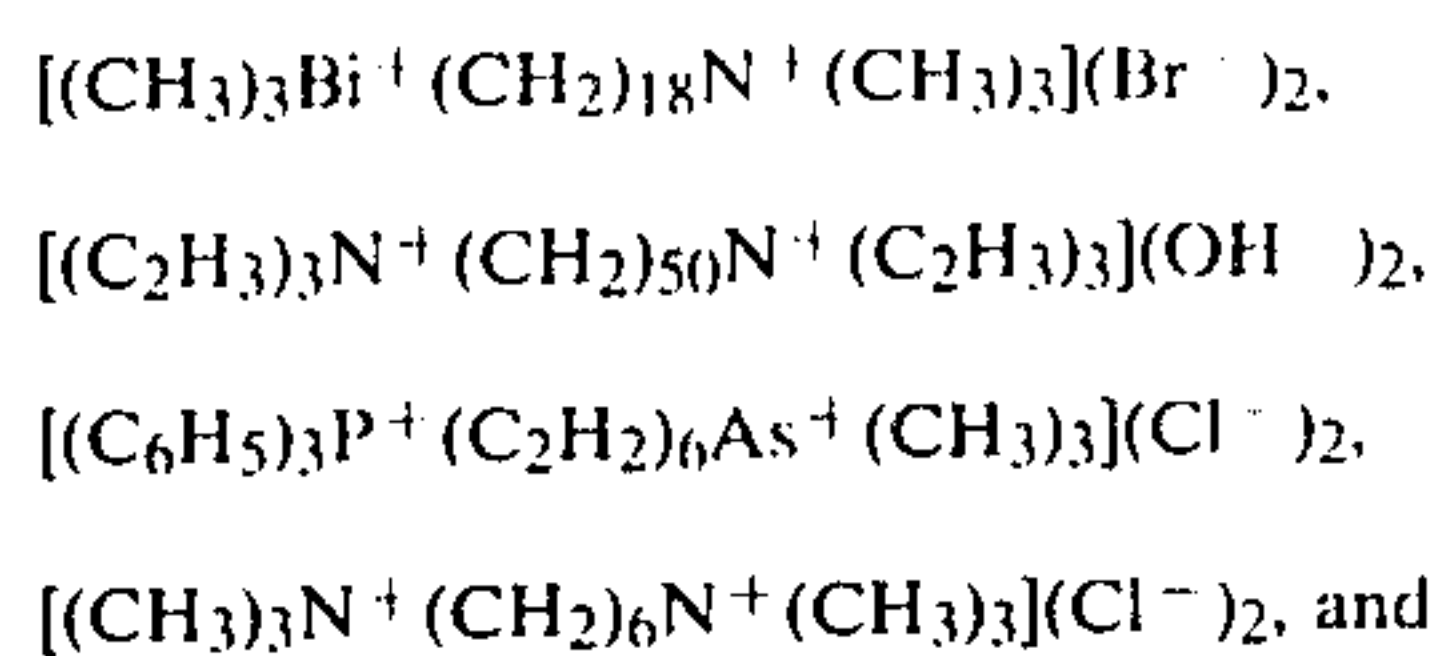 [(CH₃)₃Bi⁺(CH₂)₁₈N⁺(CH₃)₃](Br⁻)₂,
[(C₂H₃)₃N⁺(CH₂)₅₀N⁺(C₂H₃)₃](OH⁻)₂,
[(C₆H₅)₃P⁺(C₂H₂)₆As⁺(CH₃)₃](Cl⁻)₂,
[(CH₃)₃N⁺(CH₂)₆N⁺(CH₃)₃](Cl⁻)₂, and